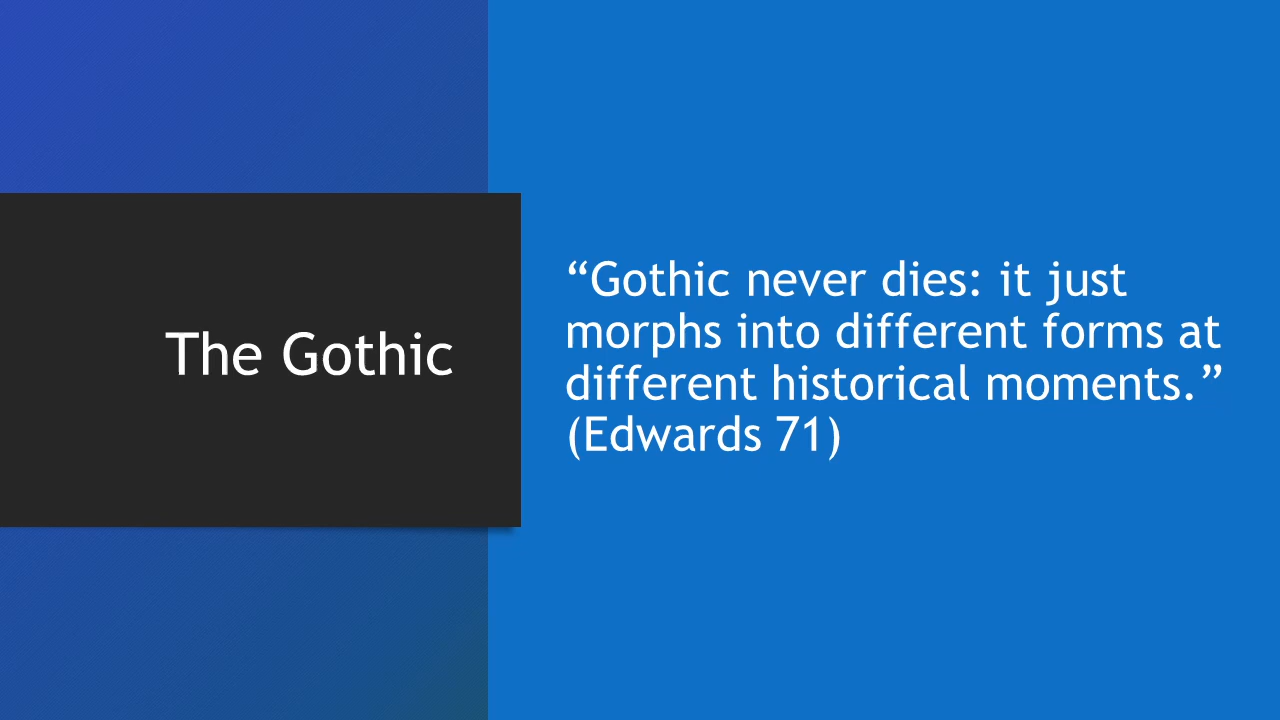 The Gothic
“Gothic never dies: it just
morphs into different forms at
different historical moments.”
(Edwards 71)